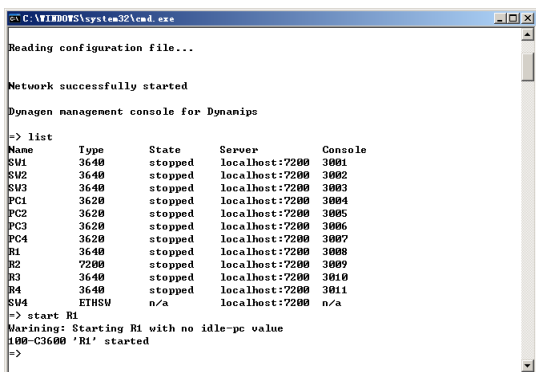 C:\WINDOWS\system32\cmd.exe
Reading configuration file...
Network successfully started
Dynagen management console for Dynamips
=> list
Name Type State Server Console
SW1 3640 stopped localhost:7200 3001
SW2 3640 stopped localhost:7200 3002
SW3 3640 stopped localhost:7200 3003
PC1 3620 stopped localhost:7200 3004
PC2 3620 stopped localhost:7200 3005
PC3 3620 stopped localhost:7200 3006
PC4 3620 stopped localhost:7200 3007
R1 3640 stopped localhost:7200 3008
R2 7200 stopped localhost:7200 3009
R3 3640 stopped localhost:7200 3010
R4 3640 stopped localhost:7200 3011
SW4 ETHSW n/a localhost:7200 n/a
=> start R1
Warining: Starting R1 with no idle-pc value
100-C3600 'R1' started
=>